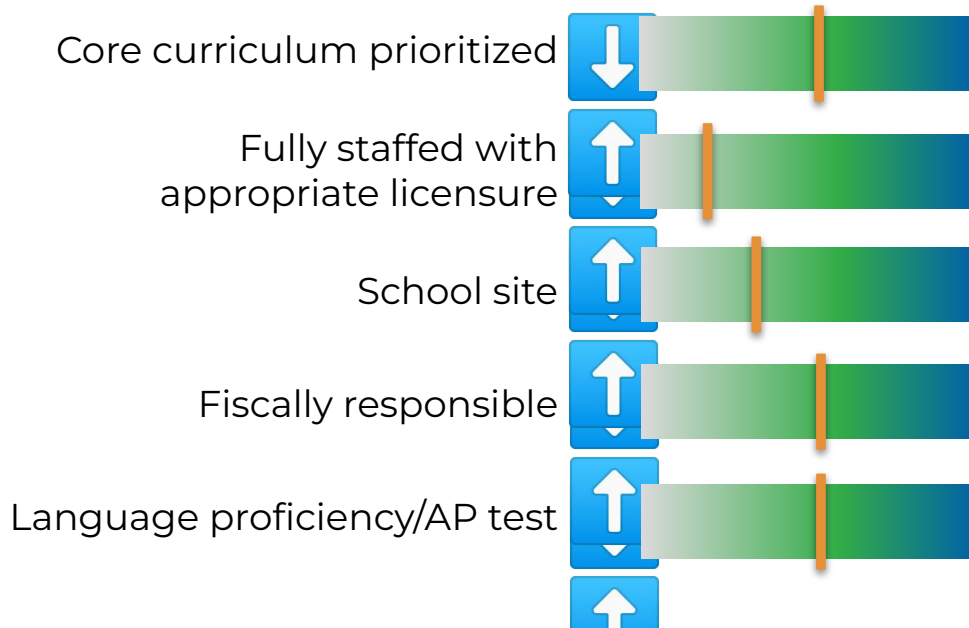 Core curriculum prioritized
Fully staffed with
appropriate licensure
School site
Fiscally responsible
Language proficiency/AP test